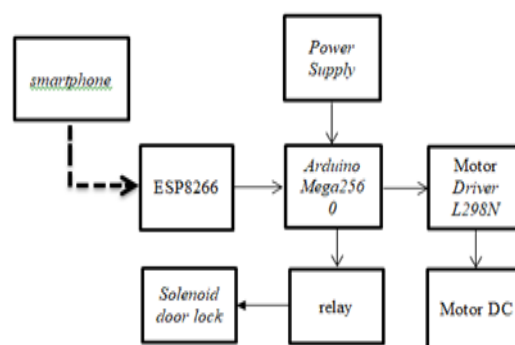 Power
Supply
smartphone
ESP8266
Arduino
Mega256
0
Motor
Driver
L298N
Solenoid
door lock
relay
Motor DC